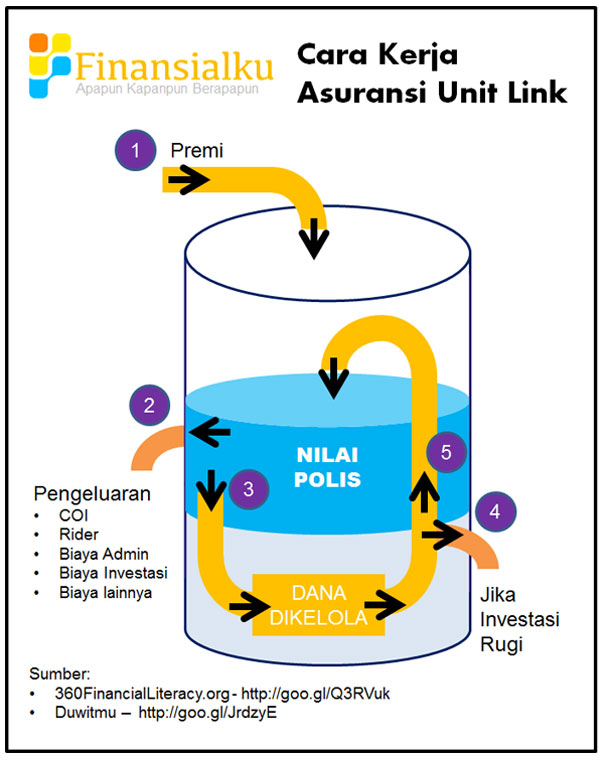 Finansialku
Apapun Kapanpun Berapapun
Cara Kerja
Asuransi Unit Link
1
Premi
2
NILAI
POLIS
3
5
4
Pengeluaran
• COI
• Rider
• Biaya Admin
• Biaya Investasi
• Biaya lainnya
DANA
DIKELOLA
Jika
Investasi
Rugi
Sumber:
• 360FinancialLiteracy.org - http://goo.gl/Q3RVuk
• Duwitmu – http://goo.gl/JrdzyE